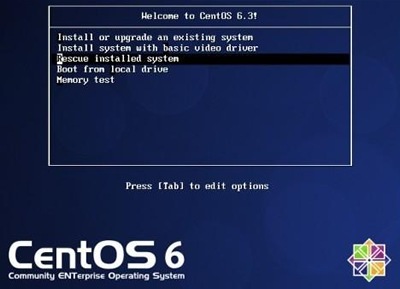 Welcome to CentOS 6.3!
Install or upgrade an existing system
Install system with basic video driver
Rescue installed system
Boot from local drive
Memory test
Press [Tab] to edit options
CentOS 6
Community ENTerprise Operating System